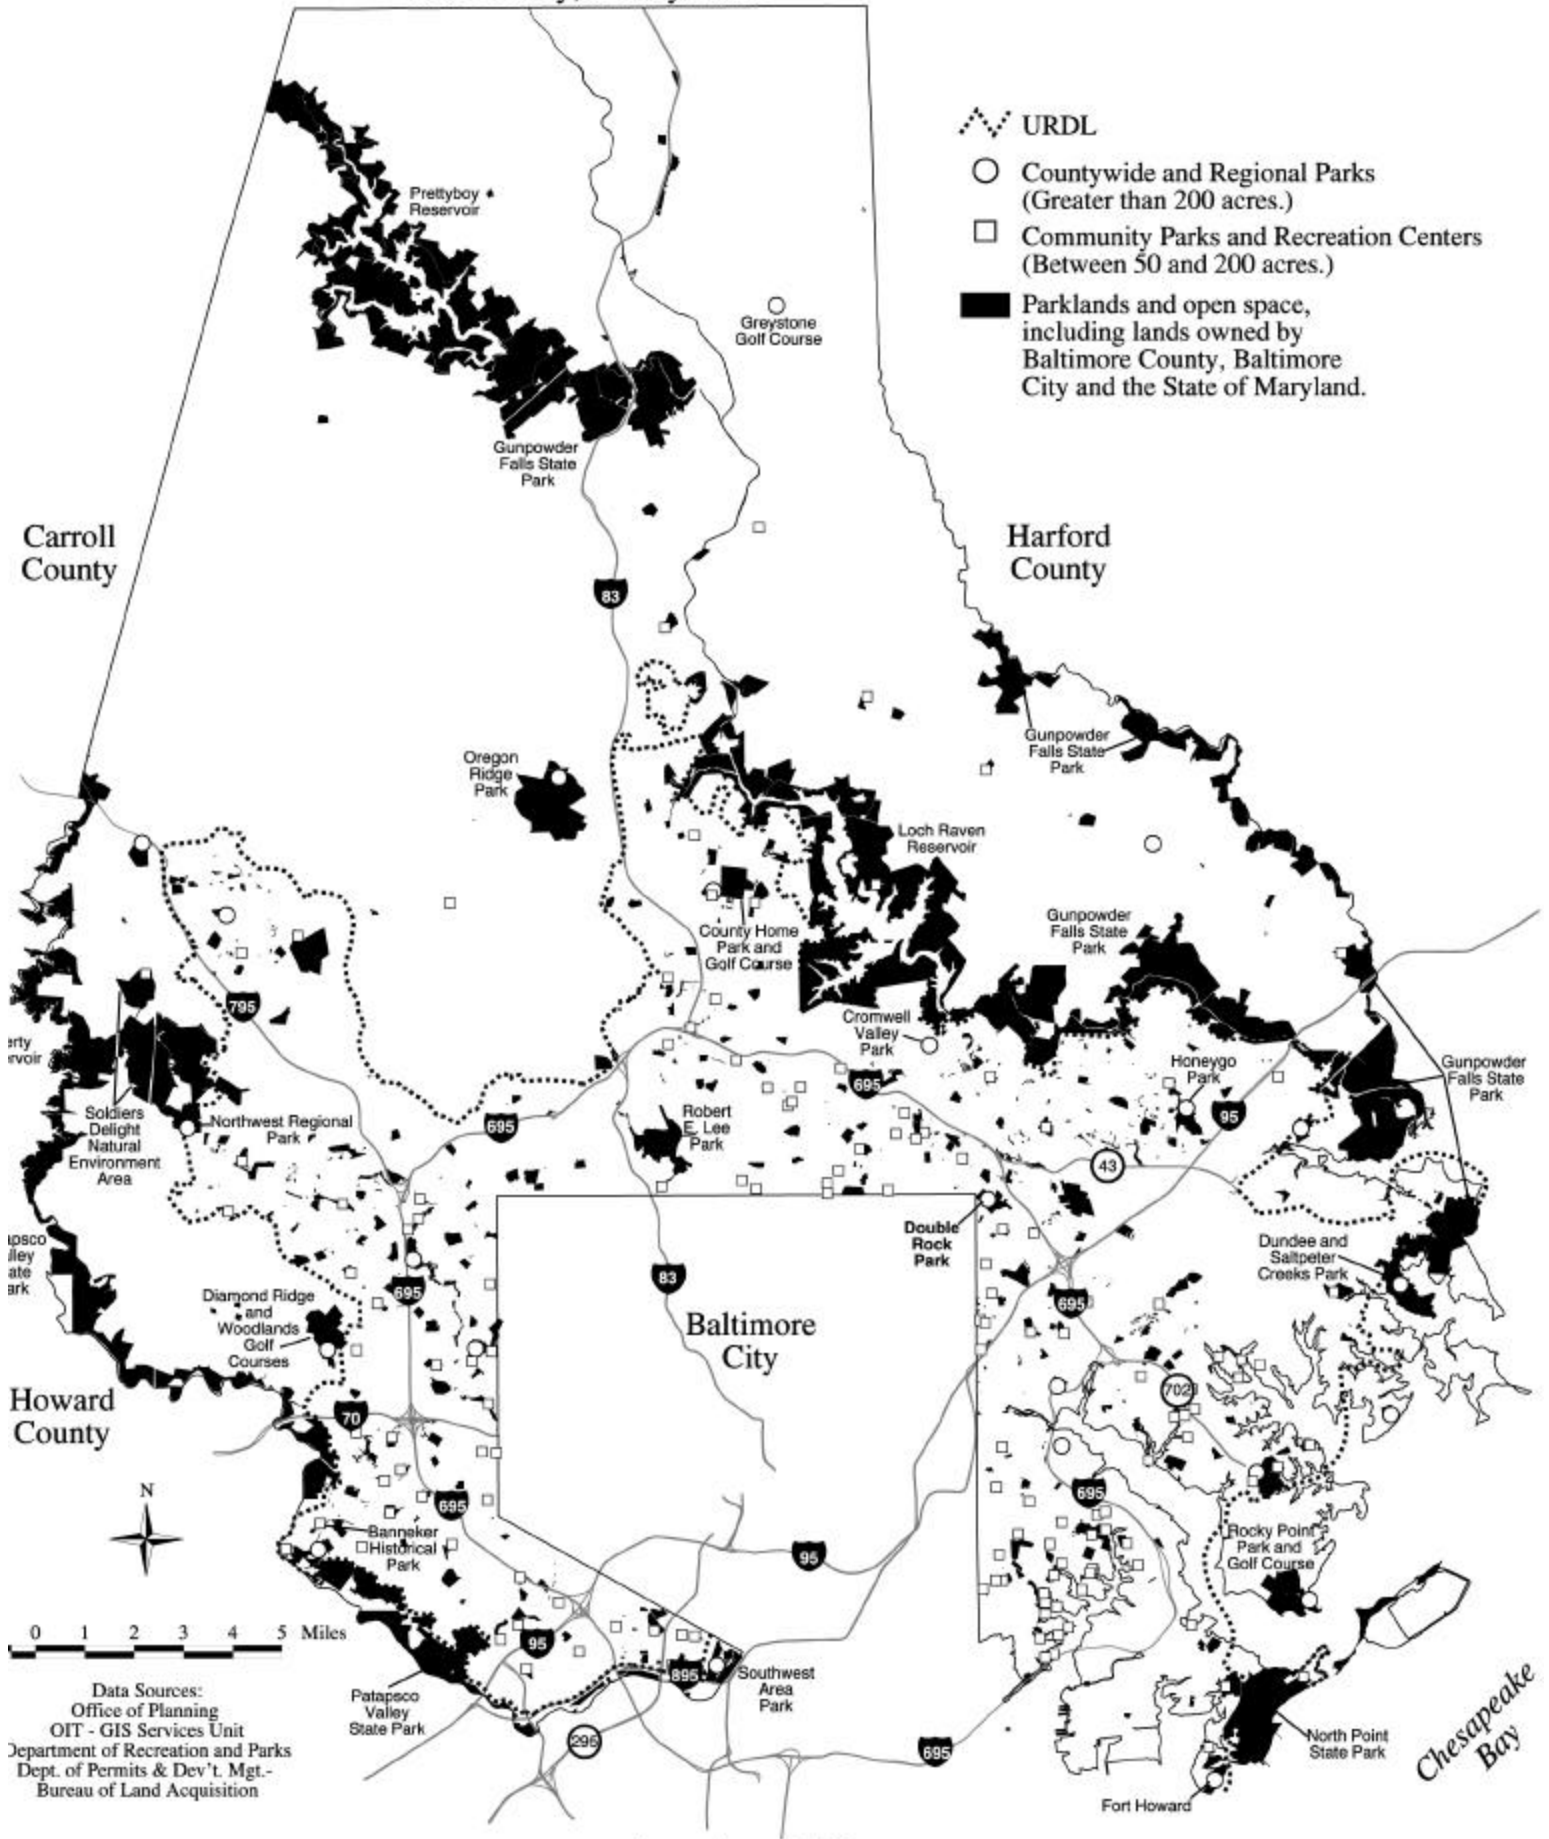 URDL
Countywide and Regional Parks
(Greater than 200 acres.)
Community Parks and Recreation Centers
(Between 50 and 200 acres.)
Parklands and open space,
including lands owned by
Baltimore County, Baltimore
City and the State of Maryland.
Prettyboy
Reservoir
Greystone
Golf Course
Gunpowder
Falls State
Park
Carroll
County
Harford
County
83
Gunpowder
Falls State
Park
Oregon
Ridge
Park
Loch Raven
Reservoir
Gunpowder
Falls State
Park
County Home
Park and
Golf Course
795
Cromwell
Valley
Park
erty
rvoir
Honeygo
Park
Gunpowder
Falls State
Park
695
95
Soldiers
Delight
Natural
Environment
Area
Northwest Regional
Park
695
Robert
E. Lee
Park
43
Double
Rock
Park
apsco
lley
ate
ark
Dundee and
Saltpeter
Creeks Park
83
695
695
Diamond Ridge
and
Woodlands
Golf
Courses
Baltimore
City
702
Howard
County
70
695
695
N
Banneker
Historical
Park
95
Rocky Point
Park and
Golf Course
0 1 2 3 4 5 Miles
95
895
Southwest
Area
Park
Patapsco
Valley
State Park
295
695
North Point
State Park
Chesapeake
Bay
Fort Howard
Data Sources:
Office of Planning
OIT - GIS Services Unit
Department of Recreation and Parks
Dept. of Permits & Dev't. Mgt.-
Bureau of Land Acquisition